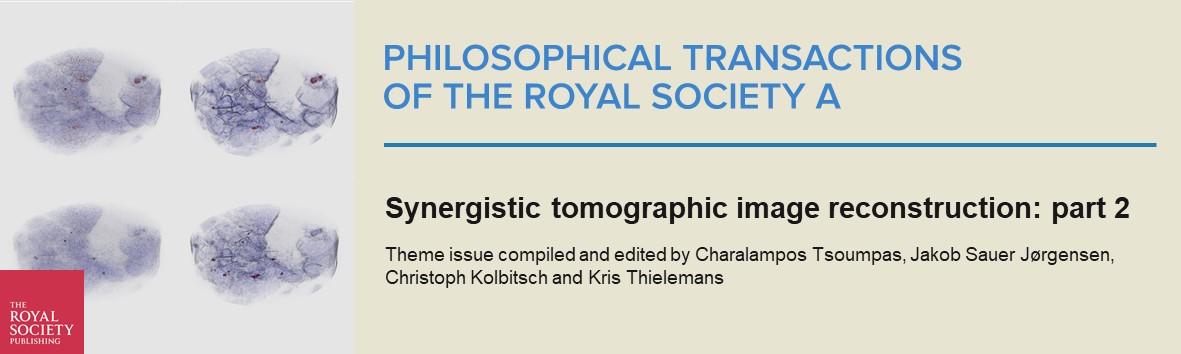 PHILOSOPHICAL TRANSACTIONS
OF THE ROYAL SOCIETY A
Synergistic tomographic image reconstruction: part 2
Theme issue compiled and edited by Charalampos Tsoumpas, Jakob Sauer Jørgensen,
Christoph Kolbitsch and Kris Thielemans
THE
ROYAL
SOCIETY
PUBLISHING